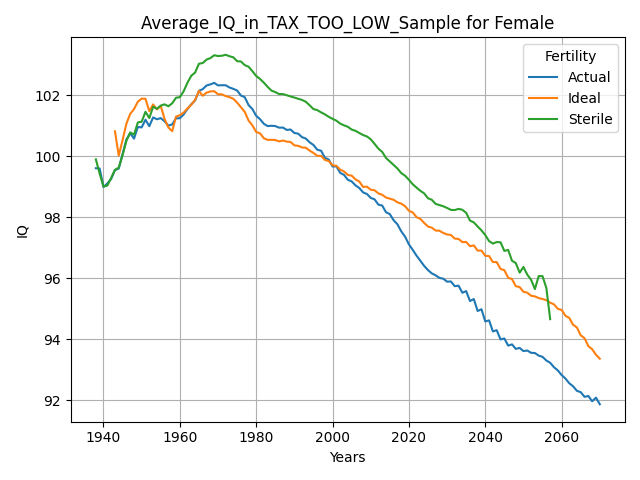 Average_IQ_in_TAX_TOO_LOW_Sample for Female
Fertility
Actual
Ideal
Sterile
IQ
102
100
98
96
94
92
1940 1960 1980 2000 2020 2040 2060
Years